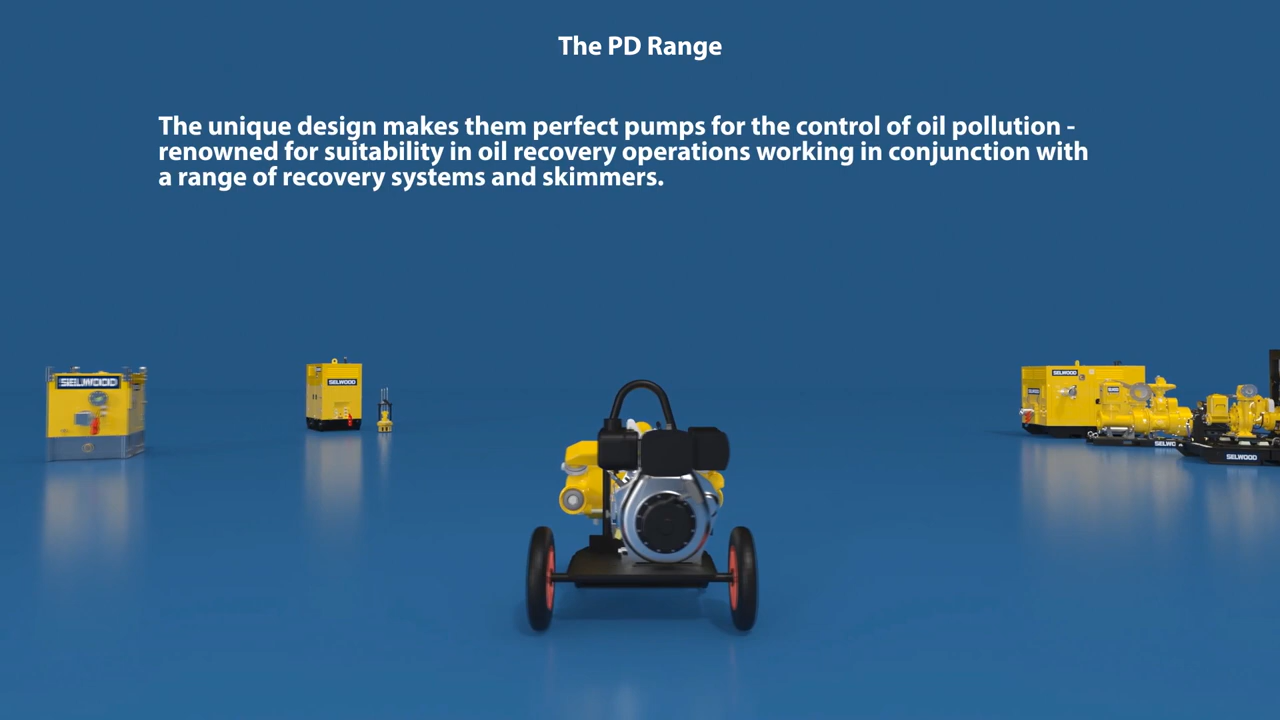 The PD Range
The unique design makes them perfect pumps for the control of oil pollution -
renowned for suitability in oil recovery operations working in conjunction with
a range of recovery systems and skimmers.
SELWOOD
SELWOOD
SELWOOD
SELWOOD